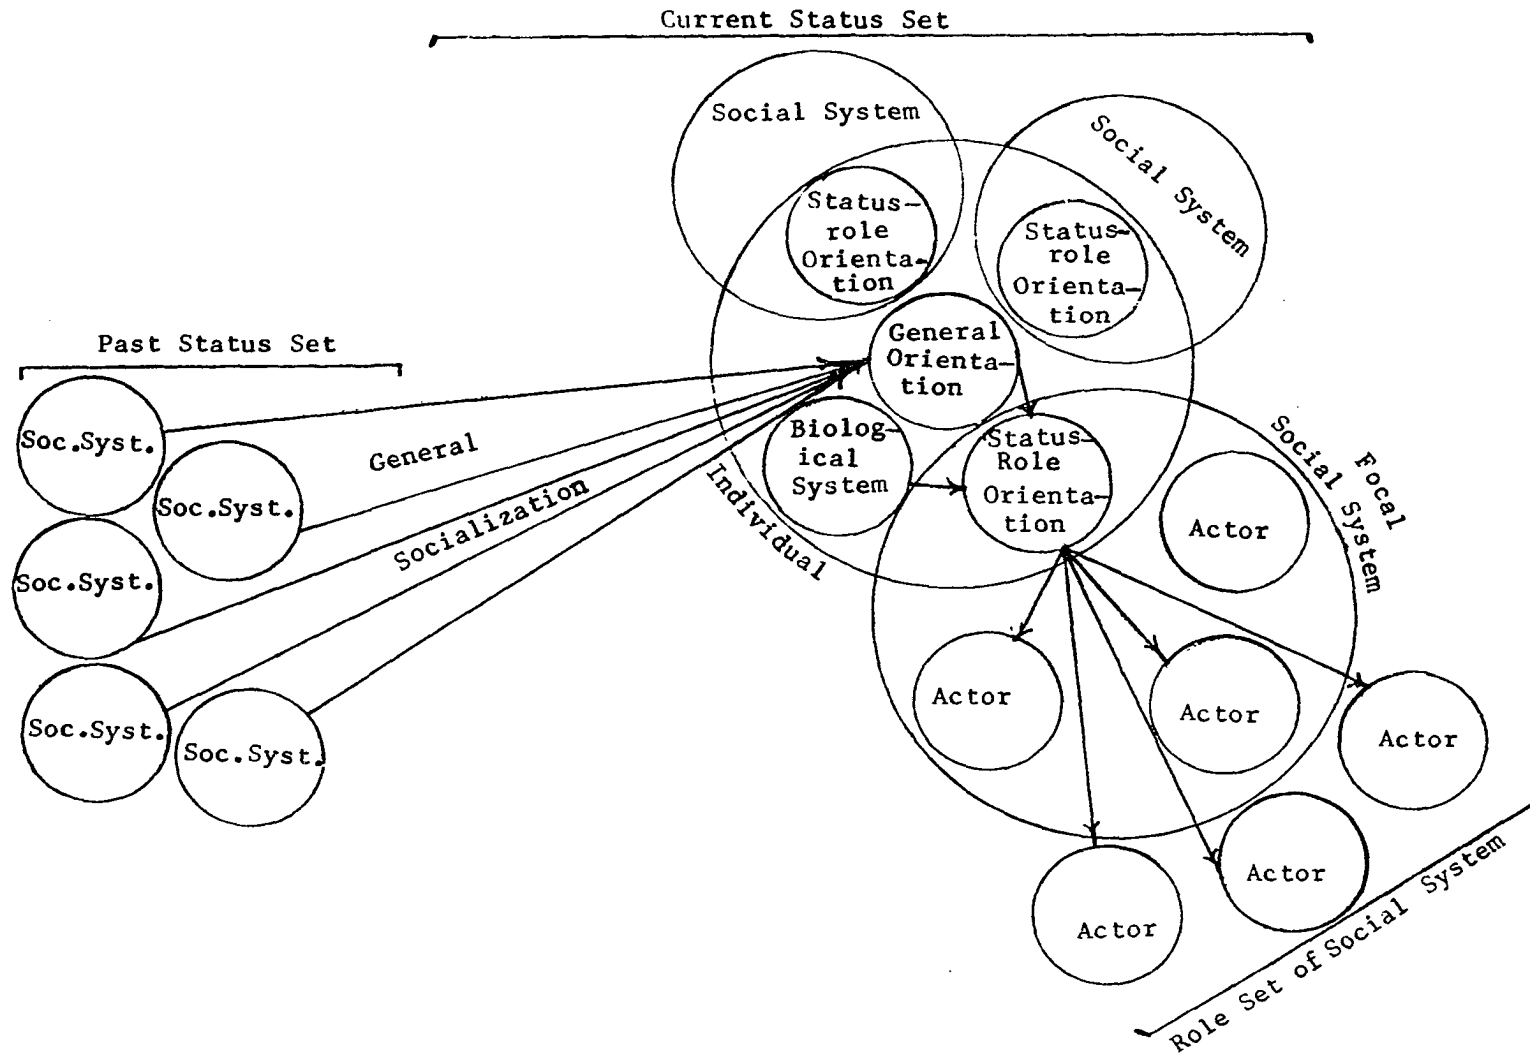 Current Status Set
Social System
Social System
Status-
role
Orienta-
tion
Status-
role
Orienta-
tion
Past Status Set
General
Orienta-
tion
Soc.Syst.
Soc.Syst.
Soc.Syst.
Soc.Syst.
Soc.Syst.
General
Socialization
Biolog-
ical
System
Individual
Status-
Role
Orienta-
tion
Focal
Social System
Actor
Actor
Actor
Actor
Actor
Actor
Role Set of Social System